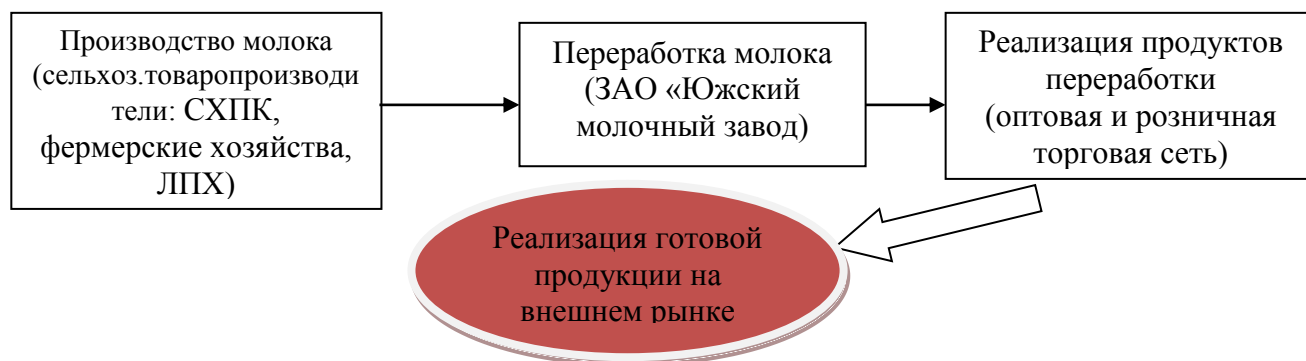 Производство молока
(сельхоз.товаропроизводи
тели: СХПК,
фермерские хозяйства,
ЛПХ)
Переработка молока
(ЗАО «Южский
молочный завод)
Реализация продуктов
переработки
(оптовая и розничная
торговая сеть)
Реализация готовой
продукции на
внешнем рынке